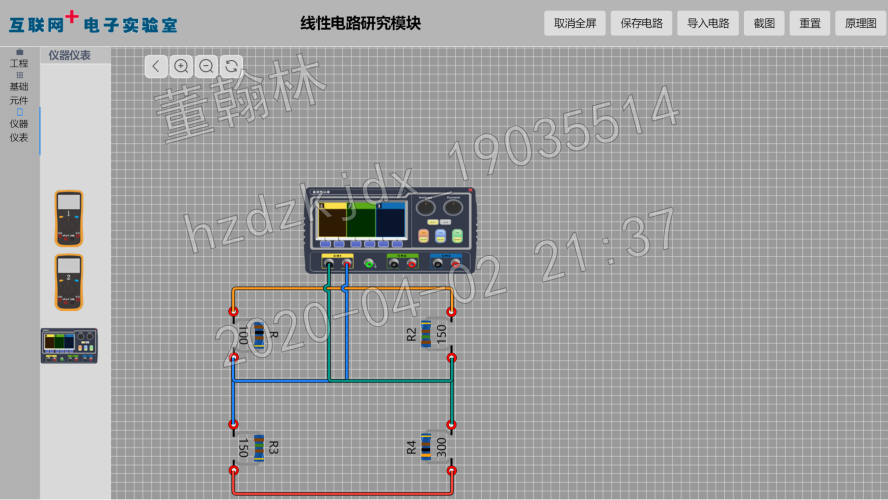 互联网+电子实验室
线性电路研究模块
取消全屏
保存电路
导入电路
截图
重置
原理图
工程
基础
元件
仪器
仪表
仪器仪表
董翰林
hzdzkjdx_19035514
2020-04-02 21:37
1
2
100
R
R2
150
150
R3
R4
300